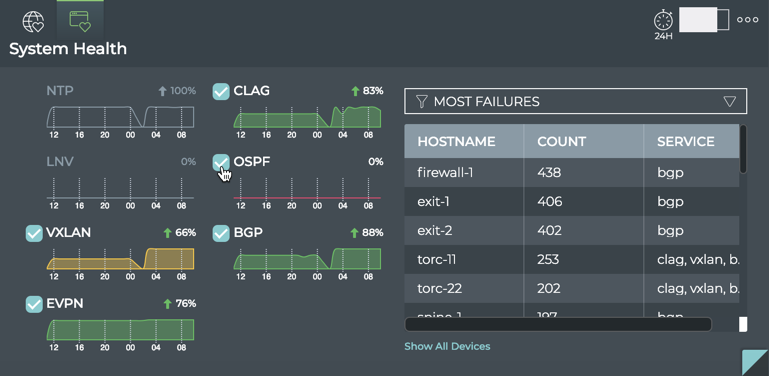 24H
System Health
NTP 100%
12 16 20 00 04 08
CLAG 83%
12 16 20 00 04 08
LNV 0%
12 16 20 00 04 08
OSPF 0%
12 16 20 00 04 08
VXLAN 66%
12 16 20 00 04 08
BGP 88%
12 16 20 00 04 08
EVPN 76%
12 16 20 00 04 08
MOST FAILURES
HOSTNAME COUNT SERVICE
firewall-1 438 bgp
exit-1 406 bgp
exit-2 402 bgp
torc-11 253 clag, vxlan, b.
torc-22 202 clag, vxlan, b.
spine-1 197 bgp
Show All Devices